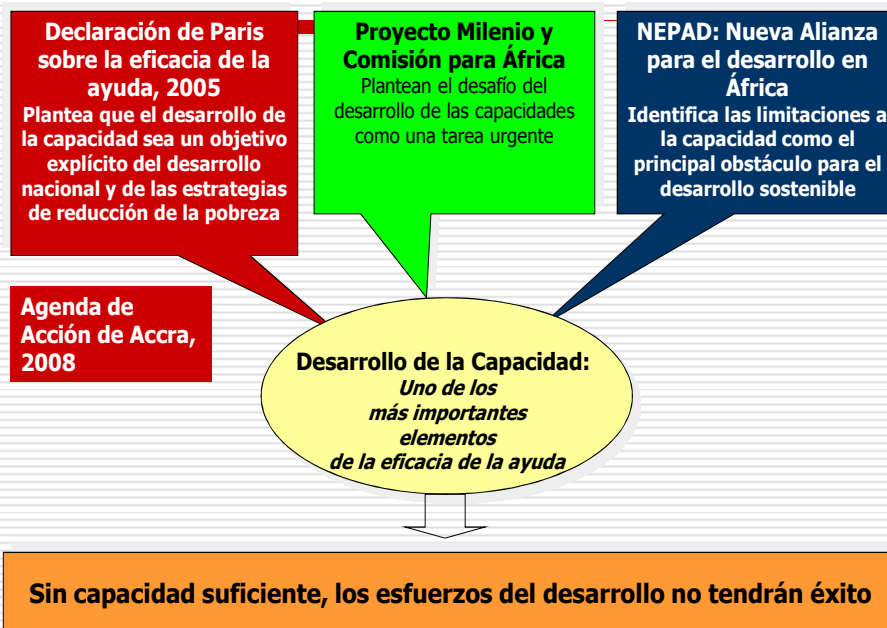 Declaración de Paris
sobre la eficacia de la
ayuda, 2005
Plantea que el desarrollo de
la capacidad sea un objetivo
explícito del desarrollo
nacional y de las estrategias
de reducción de la pobreza
Proyecto Milenio y
Comisión para África
Plantean el desafío del
desarrollo de las capacidades
como una tarea urgente
NEPAD: Nueva Alianza
para el desarrollo en
África
Identifica las limitaciones a
la capacidad como el
principal obstáculo para el
desarrollo sostenible
Agenda de
Acción de Accra,
2008
Desarrollo de la Capacidad:
Uno de los
más importantes
elementos
de la eficacia de la ayuda
Sin capacidad suficiente, los esfuerzos del desarrollo no tendrán éxito